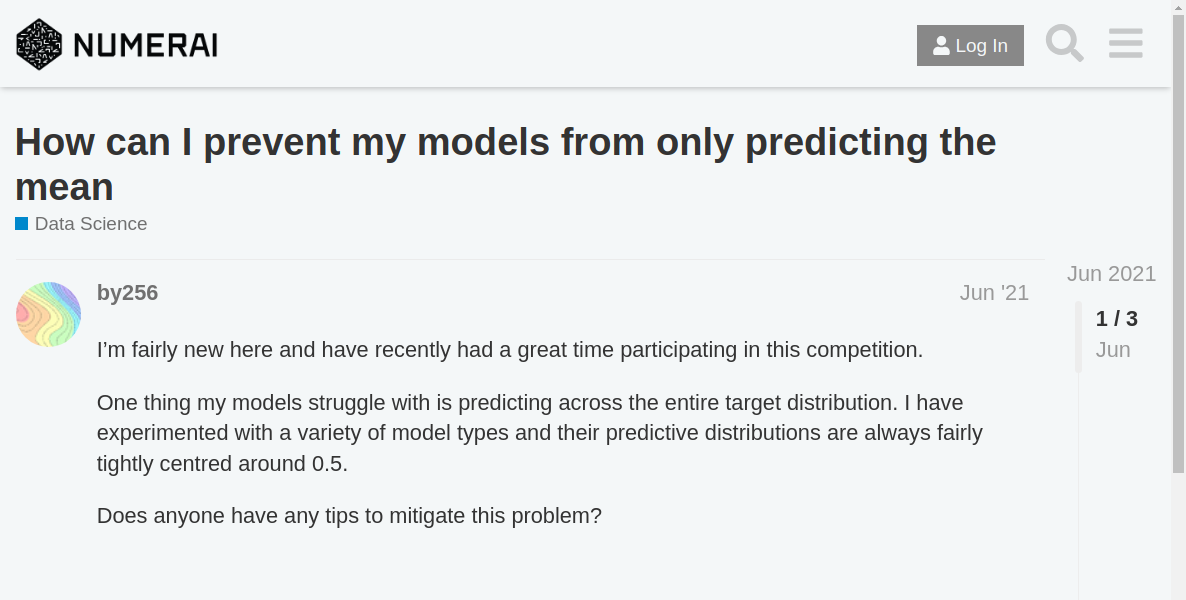 NUMERAI
Log In
How can I prevent my models from only predicting the
mean
Data Science
Jun 2021
by256
Jun '21
1 / 3
Jun
I’m fairly new here and have recently had a great time participating in this competition.
One thing my models struggle with is predicting across the entire target distribution. I have
experimented with a variety of model types and their predictive distributions are always fairly
tightly centred around 0.5.
Does anyone have any tips to mitigate this problem?